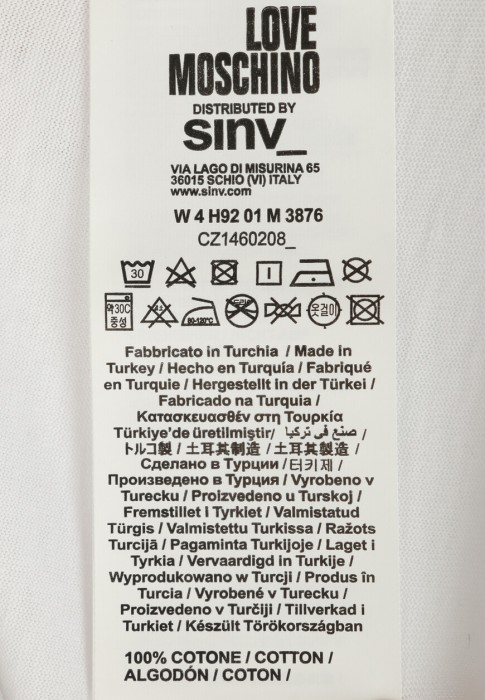 LOVE
MOSCHINO
DISTRIBUTED BY
sinv_
VIA LAGO DI MISURINA 65
36015 SCHIO (VI) ITALY
www.sinv.com
W 4 H92 01 M 3876
CZ1460208_
30
약30C
중성
80-120°C
드라이
옷걸이
Fabbricato in Turchia / Made in
Turkey / Hecho en Turquía / Fabriqué
en Turquie / Hergestellt in der Türkei /
Fabricado na Turquia /
Κατασκευασθέν στη Τουρκία
Türkiye'de üretilmiştir/ صنع في تركيا /
トルコ製 / 土耳其制造 / 土耳其製造 /
Сделано в Турции /터키제 /
Произведено в Турция / Vyrobeno v
Turecku / Proizvedeno u Turskoj /
Fremstillet i Tyrkiet / Valmistatud
Türgis / Valmistettu Turkissa / Ražots
Turcijā / Pagaminta Turkijoje / Laget i
Tyrkia / Vervaardigd in Turkije /
Wyprodukowano w Turcji / Produs în
Turcia / Vyrobené v Turecku /
Proizvedeno v Turčiji / Tillverkad i
Turkiet / Készült Törökországban
100% COTONE / COTTON /
ALGODÓN / COTON /